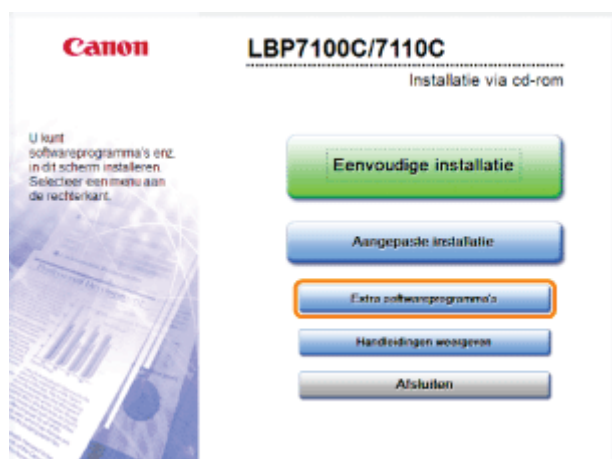 Canon
LBP7100C/7110C
Installatie via cd-rom
U kunt
softwareprogramma's enz.
in dit scherm installeren.
Selecteer een menu aan
de rechterkant.
Eenvoudige installatie
Aangepaste installatie
Extra softwareprogramma's
Handleidingen weergeven
Afsluiten